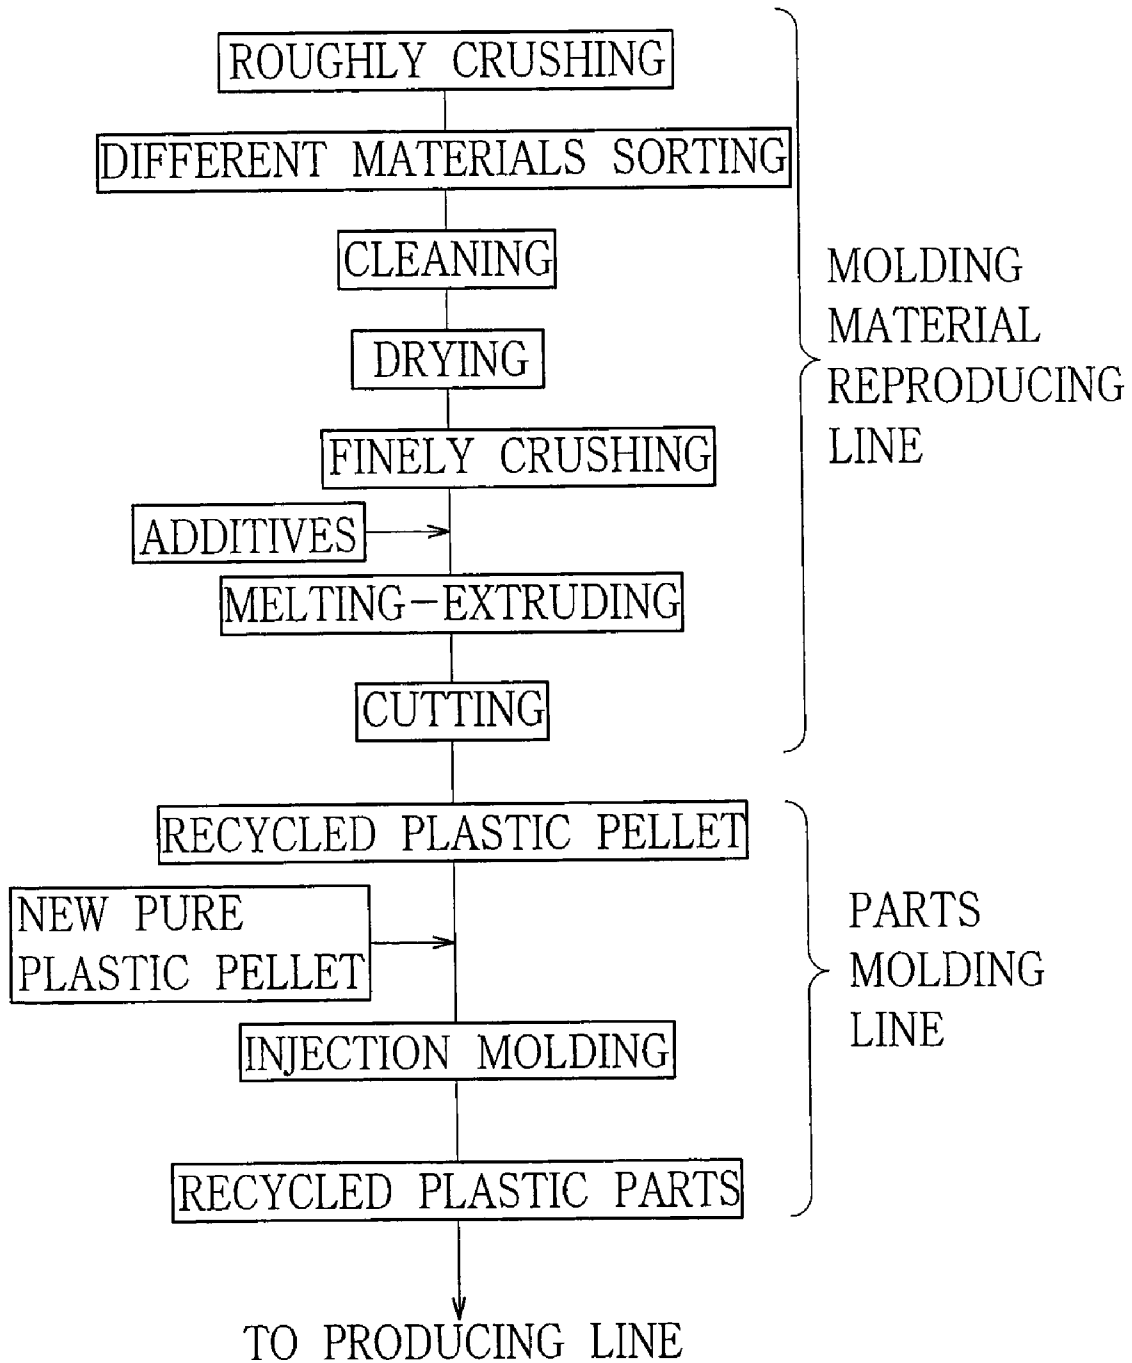 ROUGHLY CRUSHING
DIFFERENT MATERIALS SORTING
CLEANING
DRYING
FINELY CRUSHING
ADDITIVES
MELTING-EXTRUDING
CUTTING
MOLDING
MATERIAL
REPRODUCING
LINE
RECYCLED PLASTIC PELLET
NEW PURE
PLASTIC PELLET
INJECTION MOLDING
RECYCLED PLASTIC PARTS
PARTS
MOLDING
LINE
TO PRODUCING LINE